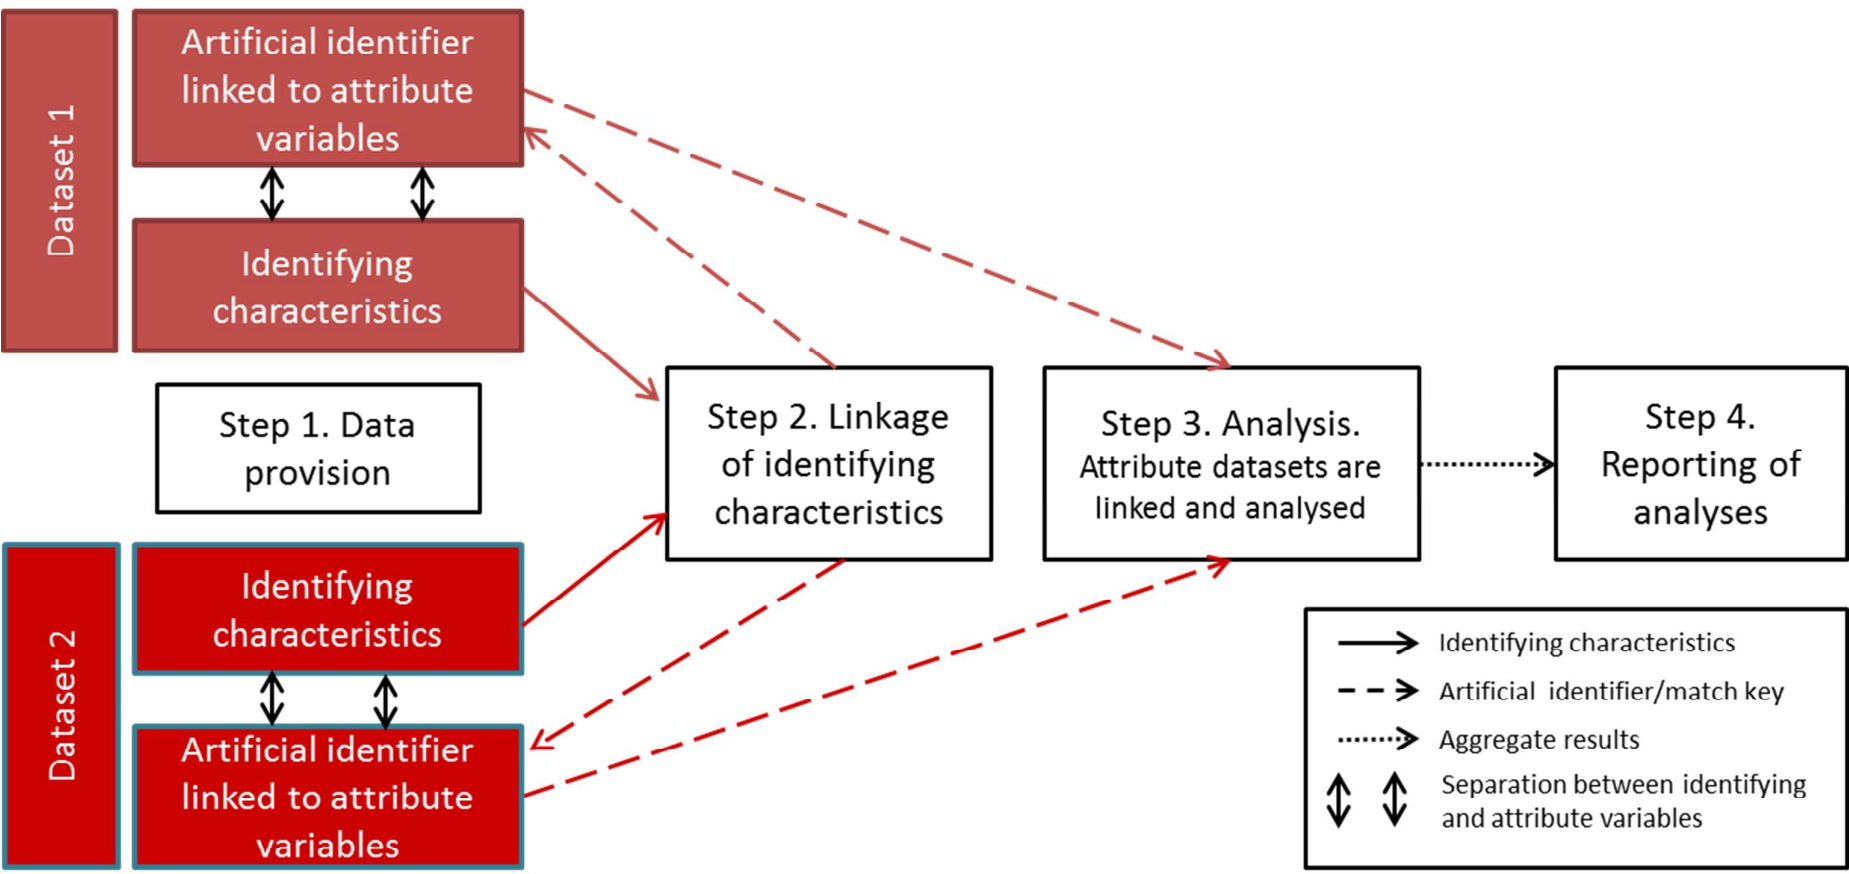 Dataset 1
Artificial identifier
linked to attribute
variables
Identifying
characteristics
Step 1. Data
provision
Dataset 2
Identifying
characteristics
Artificial identifier
linked to attribute
variables
Step 2. Linkage
of identifying
characteristics
Step 3. Analysis.
Attribute datasets are
linked and analysed
Step 4.
Reporting of
analyses
Identifying characteristics
Artificial identifier/match key
Aggregate results
Separation between identifying
and attribute variables